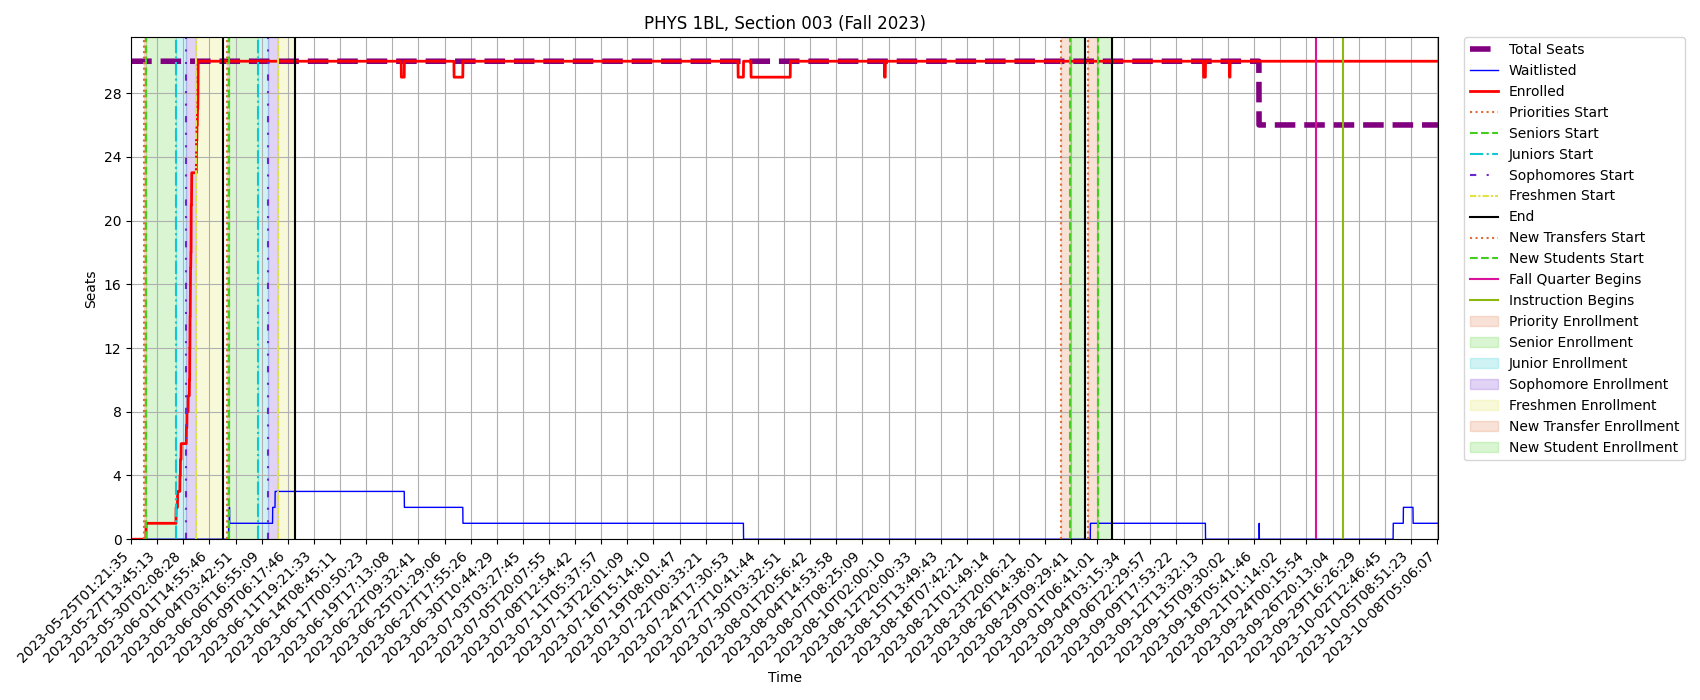 PHYS 1BL, Section 003 (Fall 2023)
Seats
28
24
20
16
12
8
4
0
2023-05-25T01:21:35
2023-05-27T13:45:13
2023-05-30T02:08:28
2023-06-01T14:55:46
2023-06-04T03:42:51
2023-06-06T16:55:09
2023-06-09T06:17:46
2023-06-11T19:21:33
2023-06-14T08:45:11
2023-06-17T00:50:23
2023-06-19T17:13:08
2023-06-22T09:32:41
2023-06-25T01:29:06
2023-06-27T17:55:26
2023-06-30T10:44:29
2023-07-03T03:27:45
2023-07-05T20:07:55
2023-07-08T12:54:42
2023-07-11T05:37:57
2023-07-13T22:01:09
2023-07-16T15:14:10
2023-07-19T08:01:47
2023-07-22T00:33:21
2023-07-24T17:30:53
2023-07-27T10:41:44
2023-07-30T03:32:51
2023-08-01T20:56:42
2023-08-04T14:53:58
2023-08-07T08:25:09
2023-08-10T02:00:10
2023-08-12T20:00:33
2023-08-15T13:49:43
2023-08-18T07:42:21
2023-08-21T01:49:14
2023-08-23T20:06:21
2023-08-26T14:38:01
2023-08-29T09:29:41
2023-09-01T06:41:01
2023-09-04T03:15:34
2023-09-06T22:29:57
2023-09-09T17:53:22
2023-09-12T13:32:13
2023-09-15T09:30:02
2023-09-18T05:41:46
2023-09-21T01:14:02
2023-09-24T00:15:54
2023-09-26T20:13:04
2023-09-29T16:26:29
2023-10-02T12:46:45
2023-10-05T08:51:23
2023-10-08T05:06:07
Time
Total Seats
Waitlisted
Enrolled
Priorities Start
Seniors Start
Juniors Start
Sophomores Start
Freshmen Start
End
New Transfers Start
New Students Start
Fall Quarter Begins
Instruction Begins
Priority Enrollment
Senior Enrollment
Junior Enrollment
Sophomore Enrollment
Freshmen Enrollment
New Transfer Enrollment
New Student Enrollment